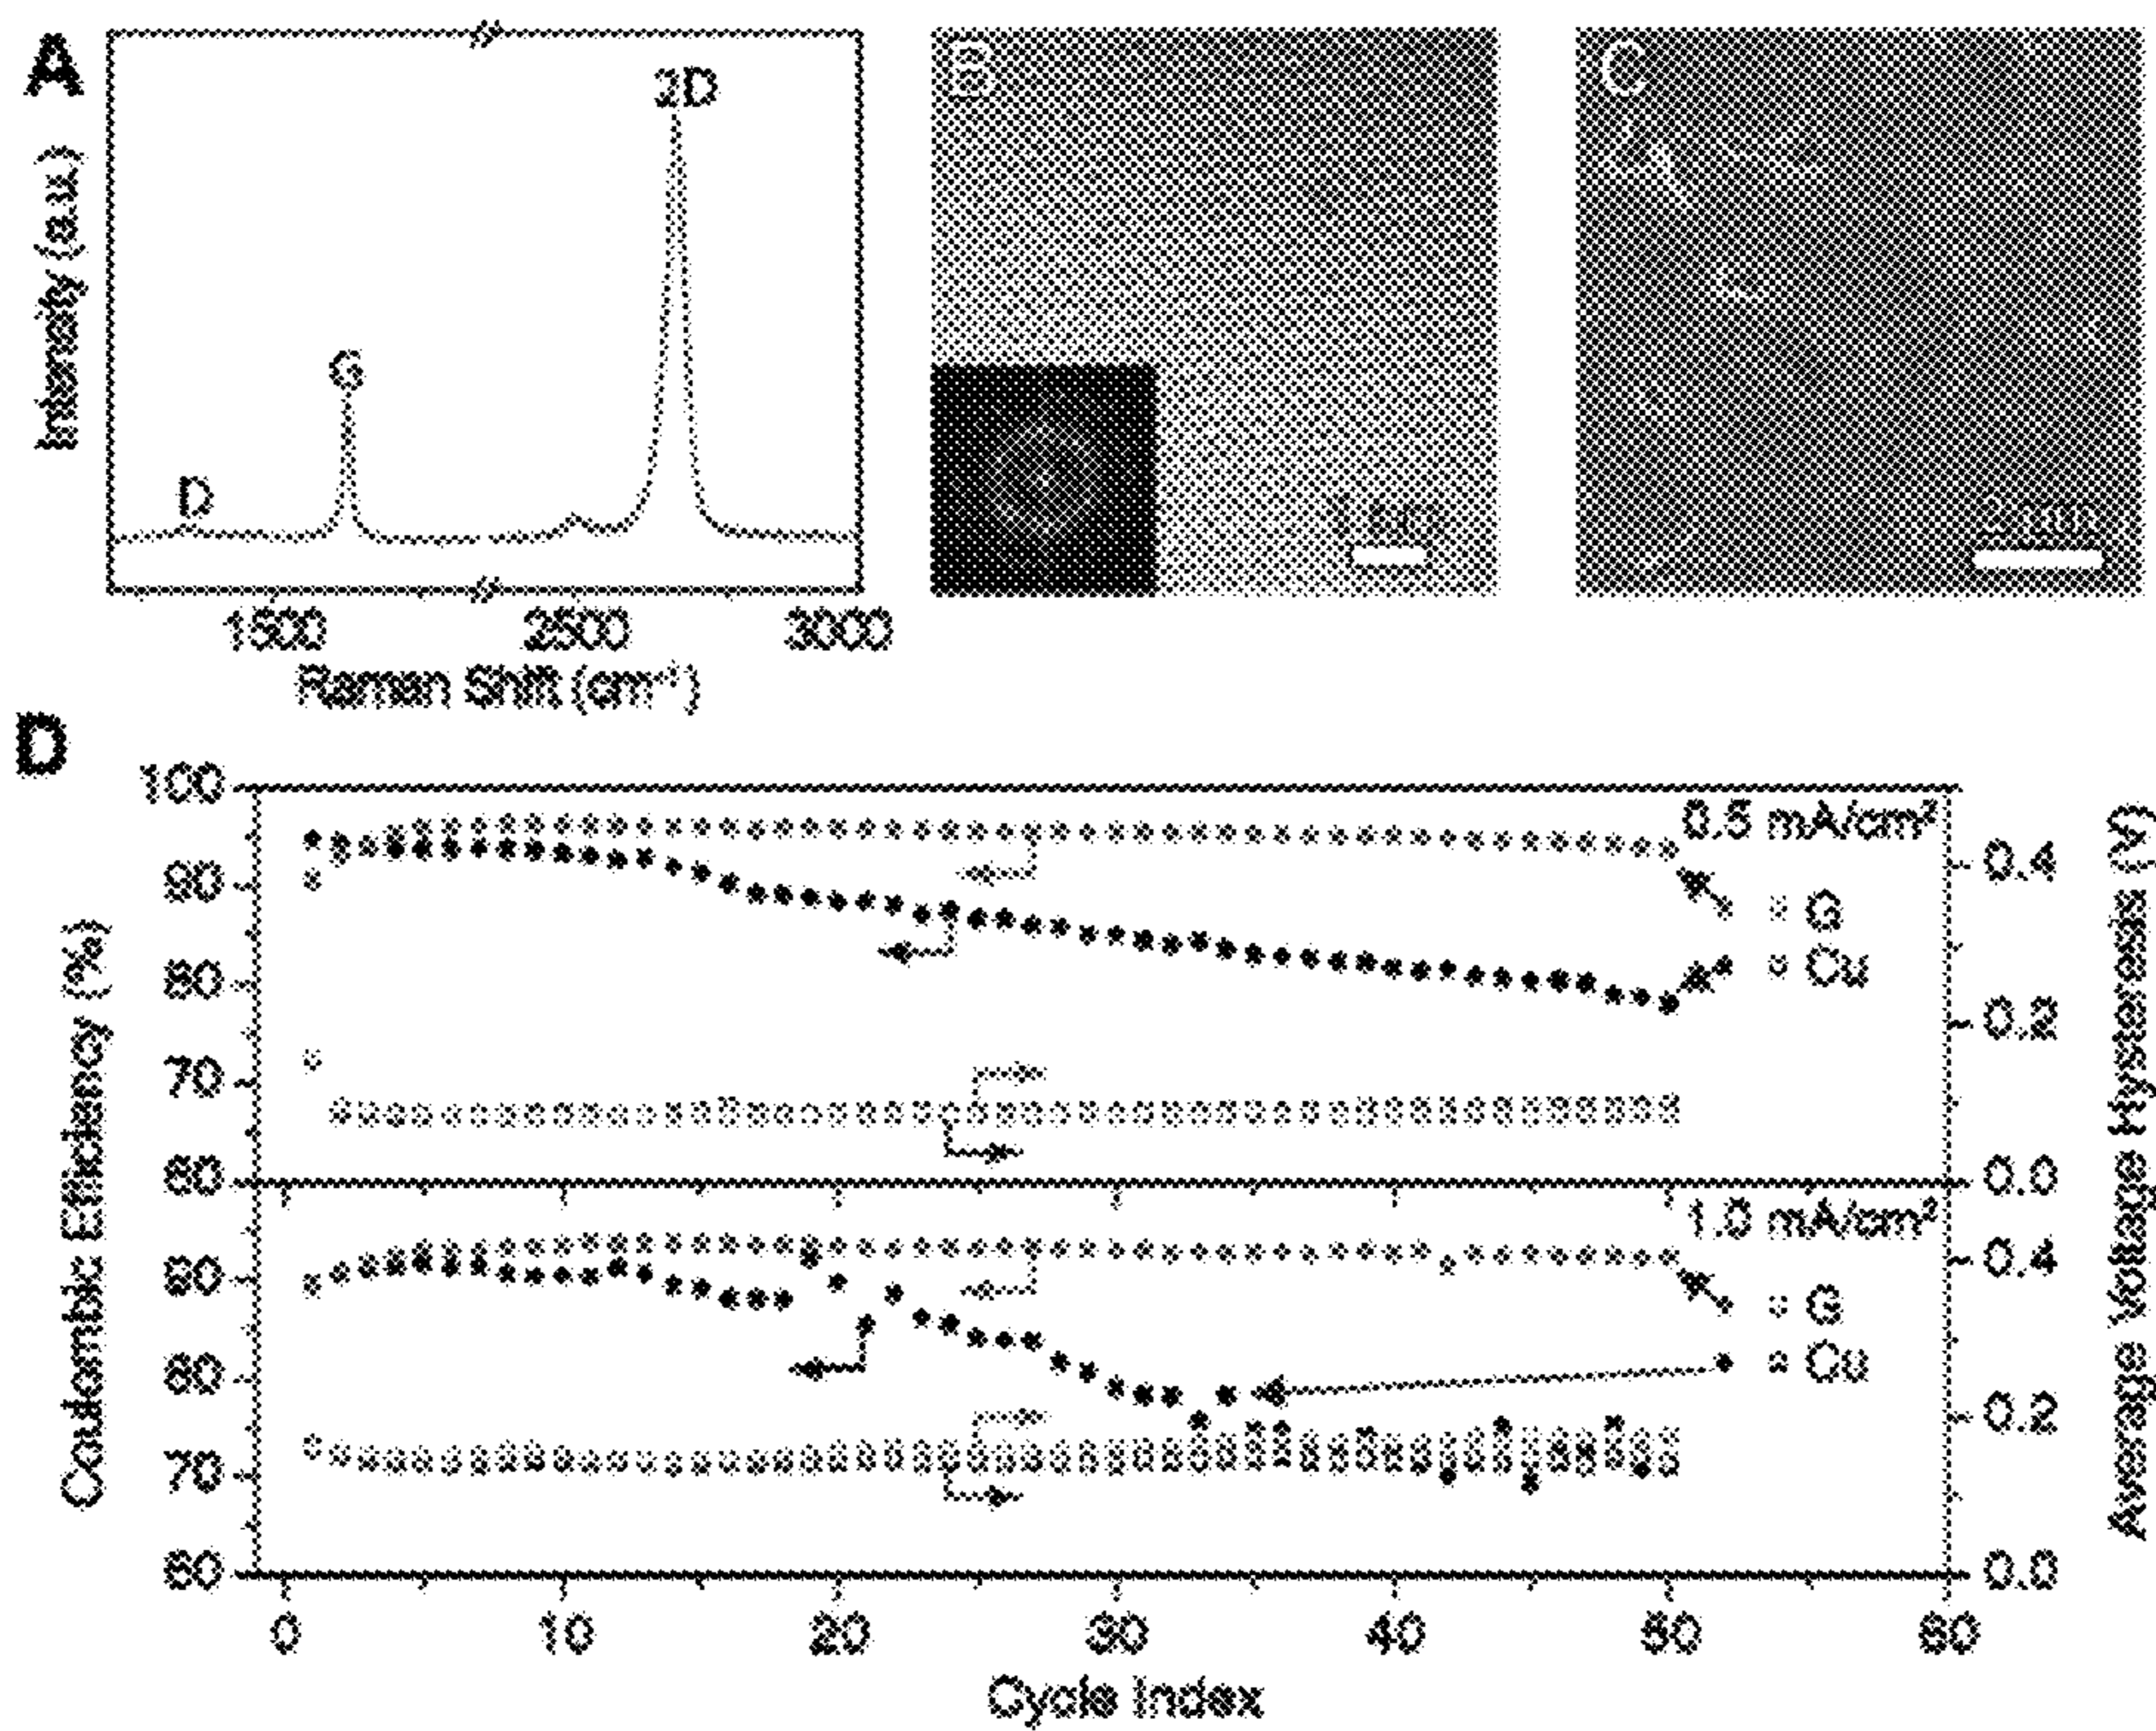 A
B
C
2D
G
D
Intensity (a.u.)
1500 2500 3000
Raman Shift (cm⁻¹)
D
100
90
80
70
60
90
80
70
60
Coulombic Efficiency (%)
0.5 mA/cm²
G
Cu
1.0 mA/cm²
G
Cu
0.4
0.2
0.0
0.4
0.2
0.0
Average Voltage Hysteresis (V)
0 10 20 30 40 50 60
Cycle Index